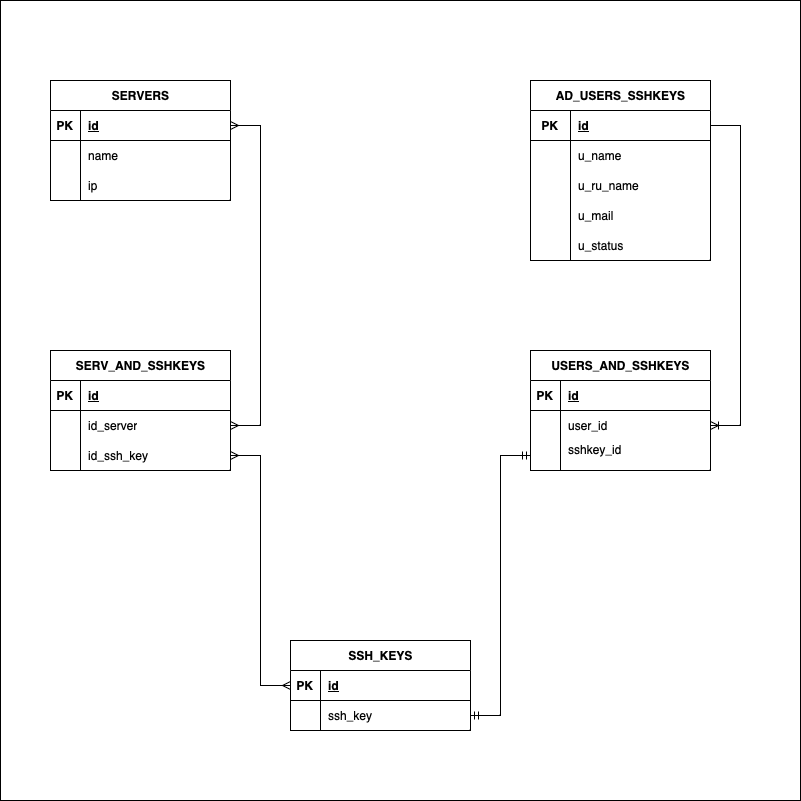 SERVERS
PK id
name
ip
AD_USERS_SSHKEYS
PK id
u_name
u_ru_name
u_mail
u_status
SERV_AND_SSHKEYS
PK id
id_server
id_ssh_key
USERS_AND_SSHKEYS
PK id
user_id
sshkey_id
SSH_KEYS
PK id
ssh_key